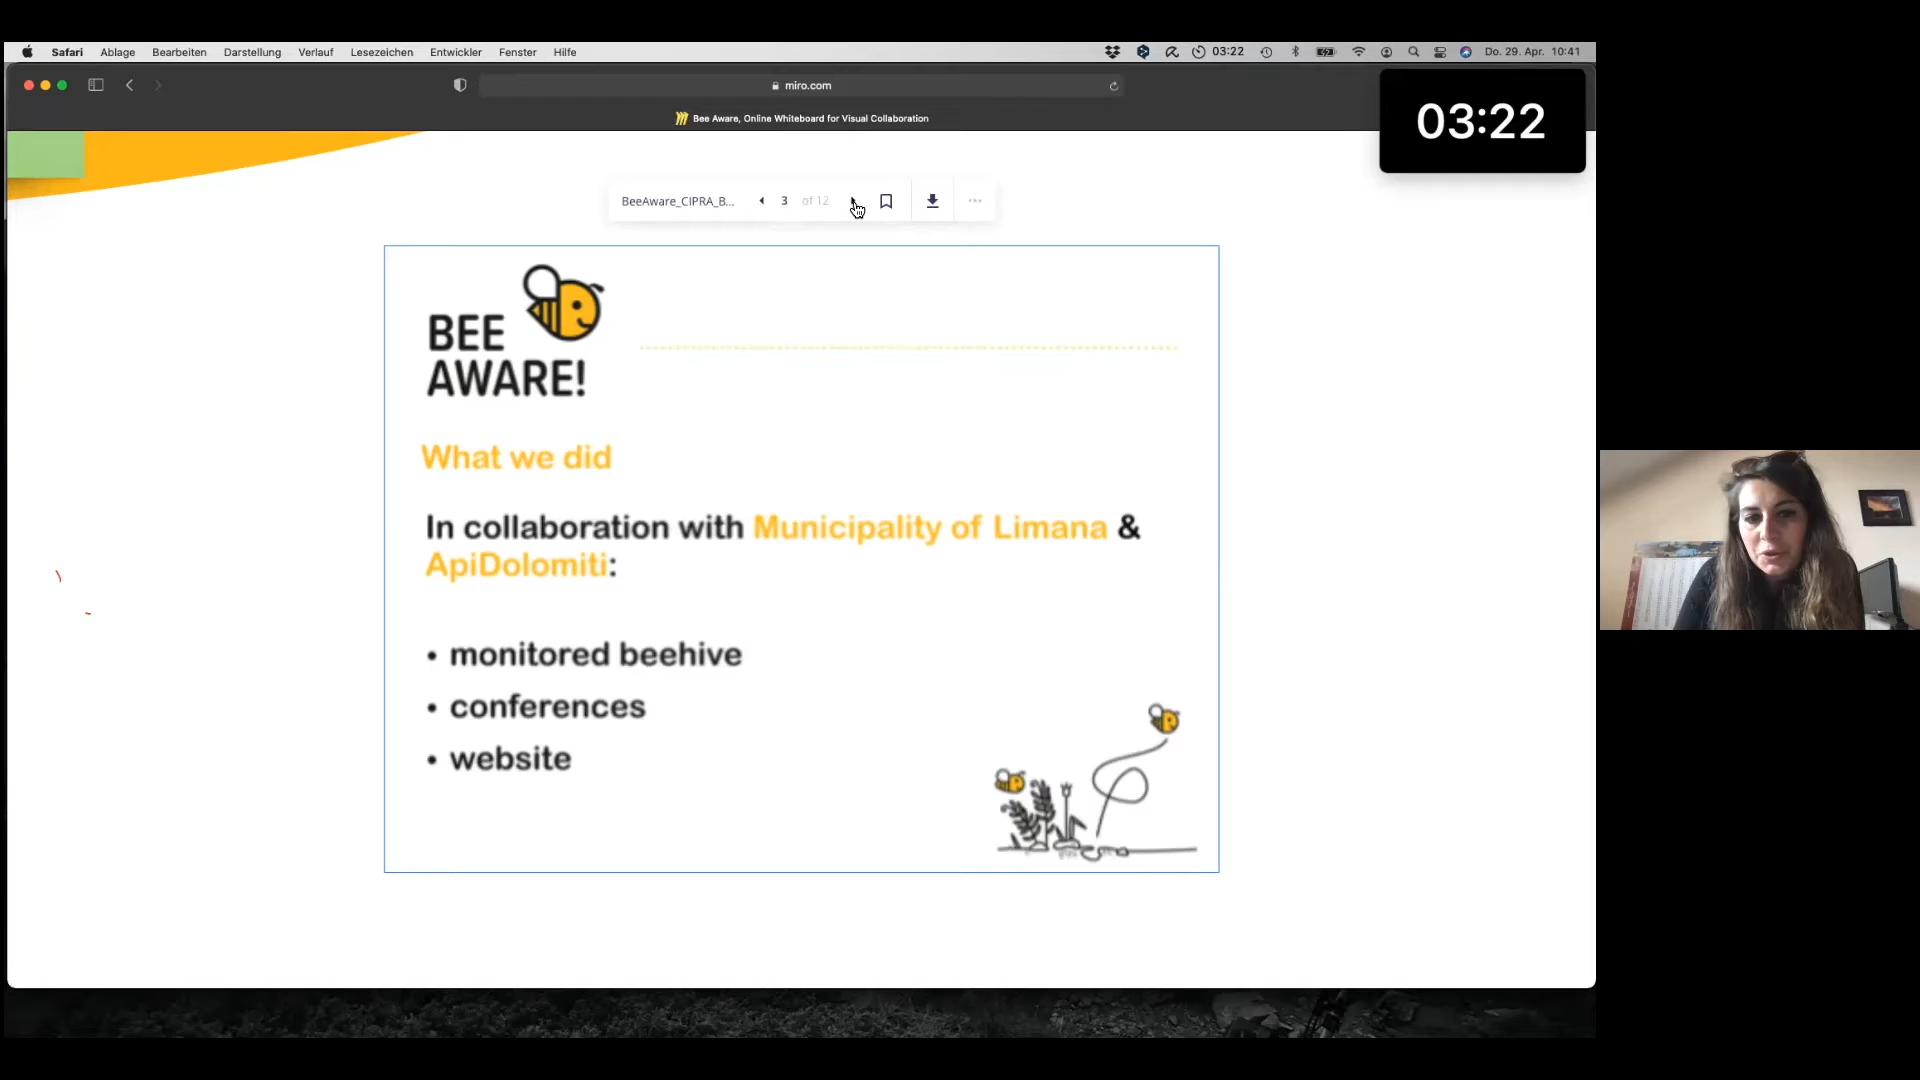 Safari Ablage Bearbeiten Darstellung Verlauf Lesezeichen Entwickler Fenster Hilfe 03:22 Do. 29. Apr. 10:41
miro.com
Bee Aware, Online Whiteboard for Visual Collaboration
03:22
BeeAware_CIPRA_B... 3 of 12
BEE
AWARE!
What we did
In collaboration with Municipality of Limana &
ApiDolomiti:
• monitored beehive
• conferences
• website